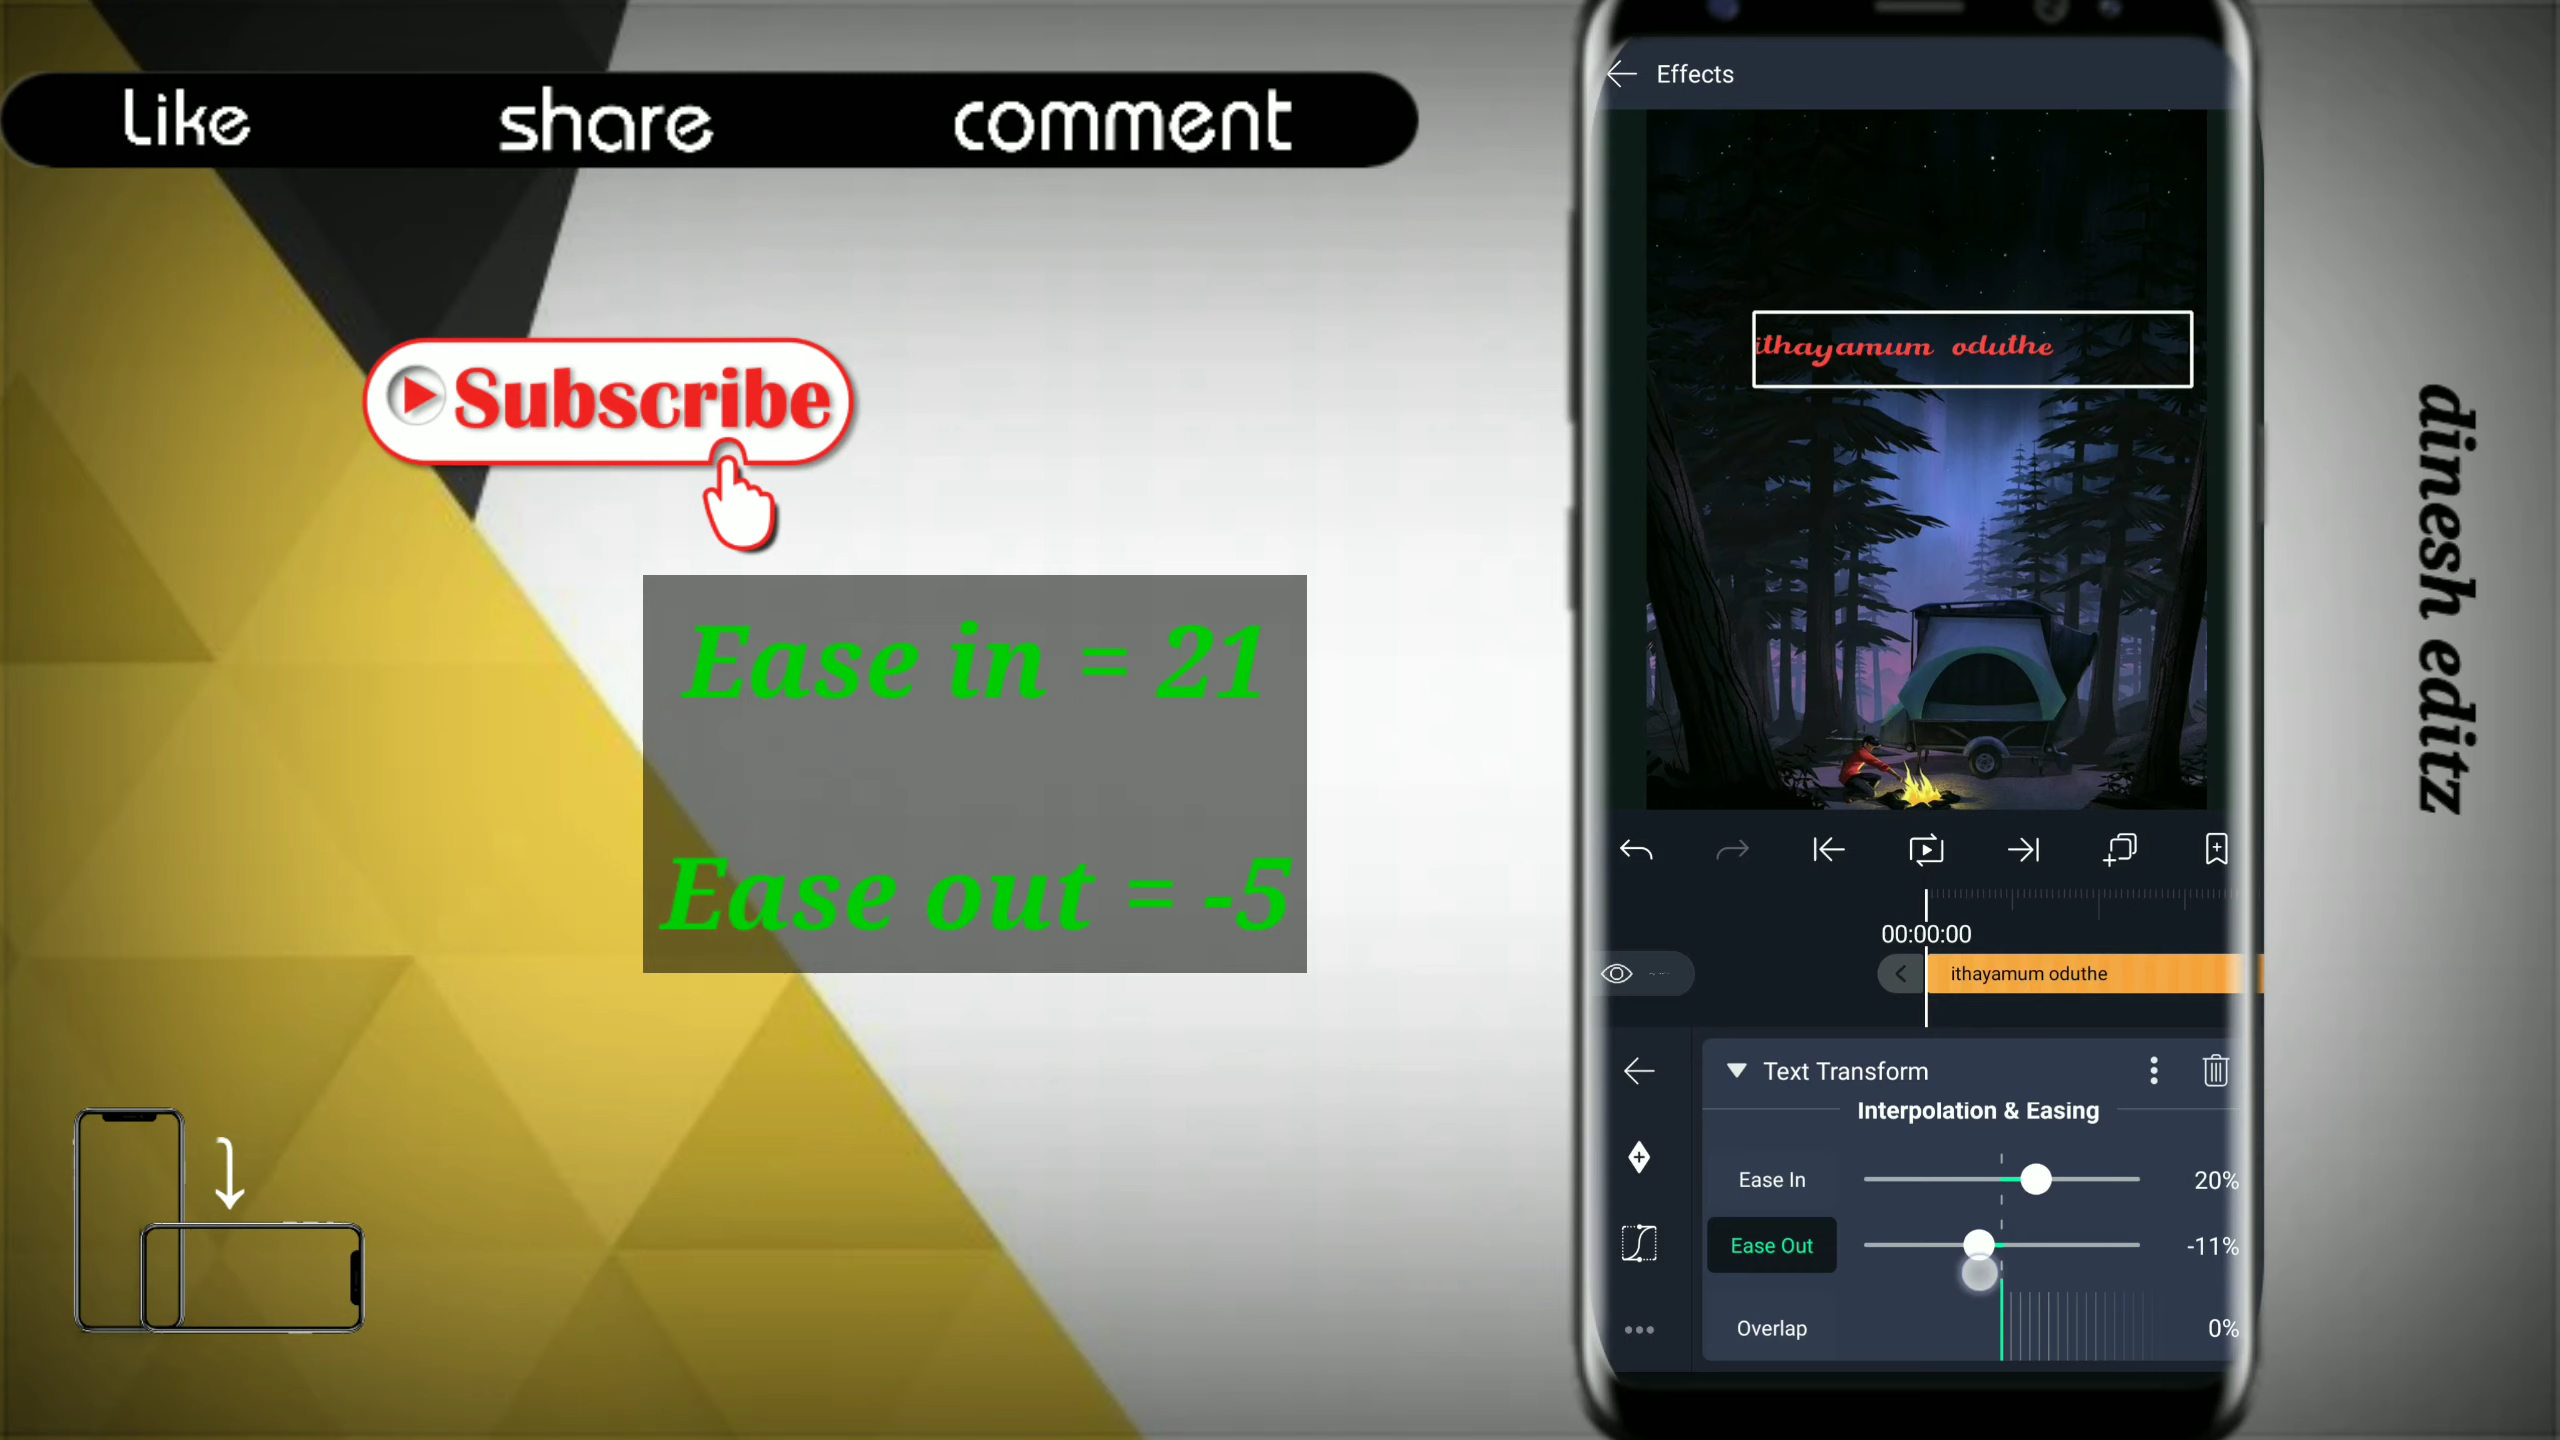 Like share comment
Subscribe
Ease in = 21
Ease out = -5
Effects
ithayamum oduthe
00:00:00
ithayamum oduthe
Text Transform
Interpolation & Easing
Ease In 20%
Ease Out -11%
Overlap 0%
dinesh editz